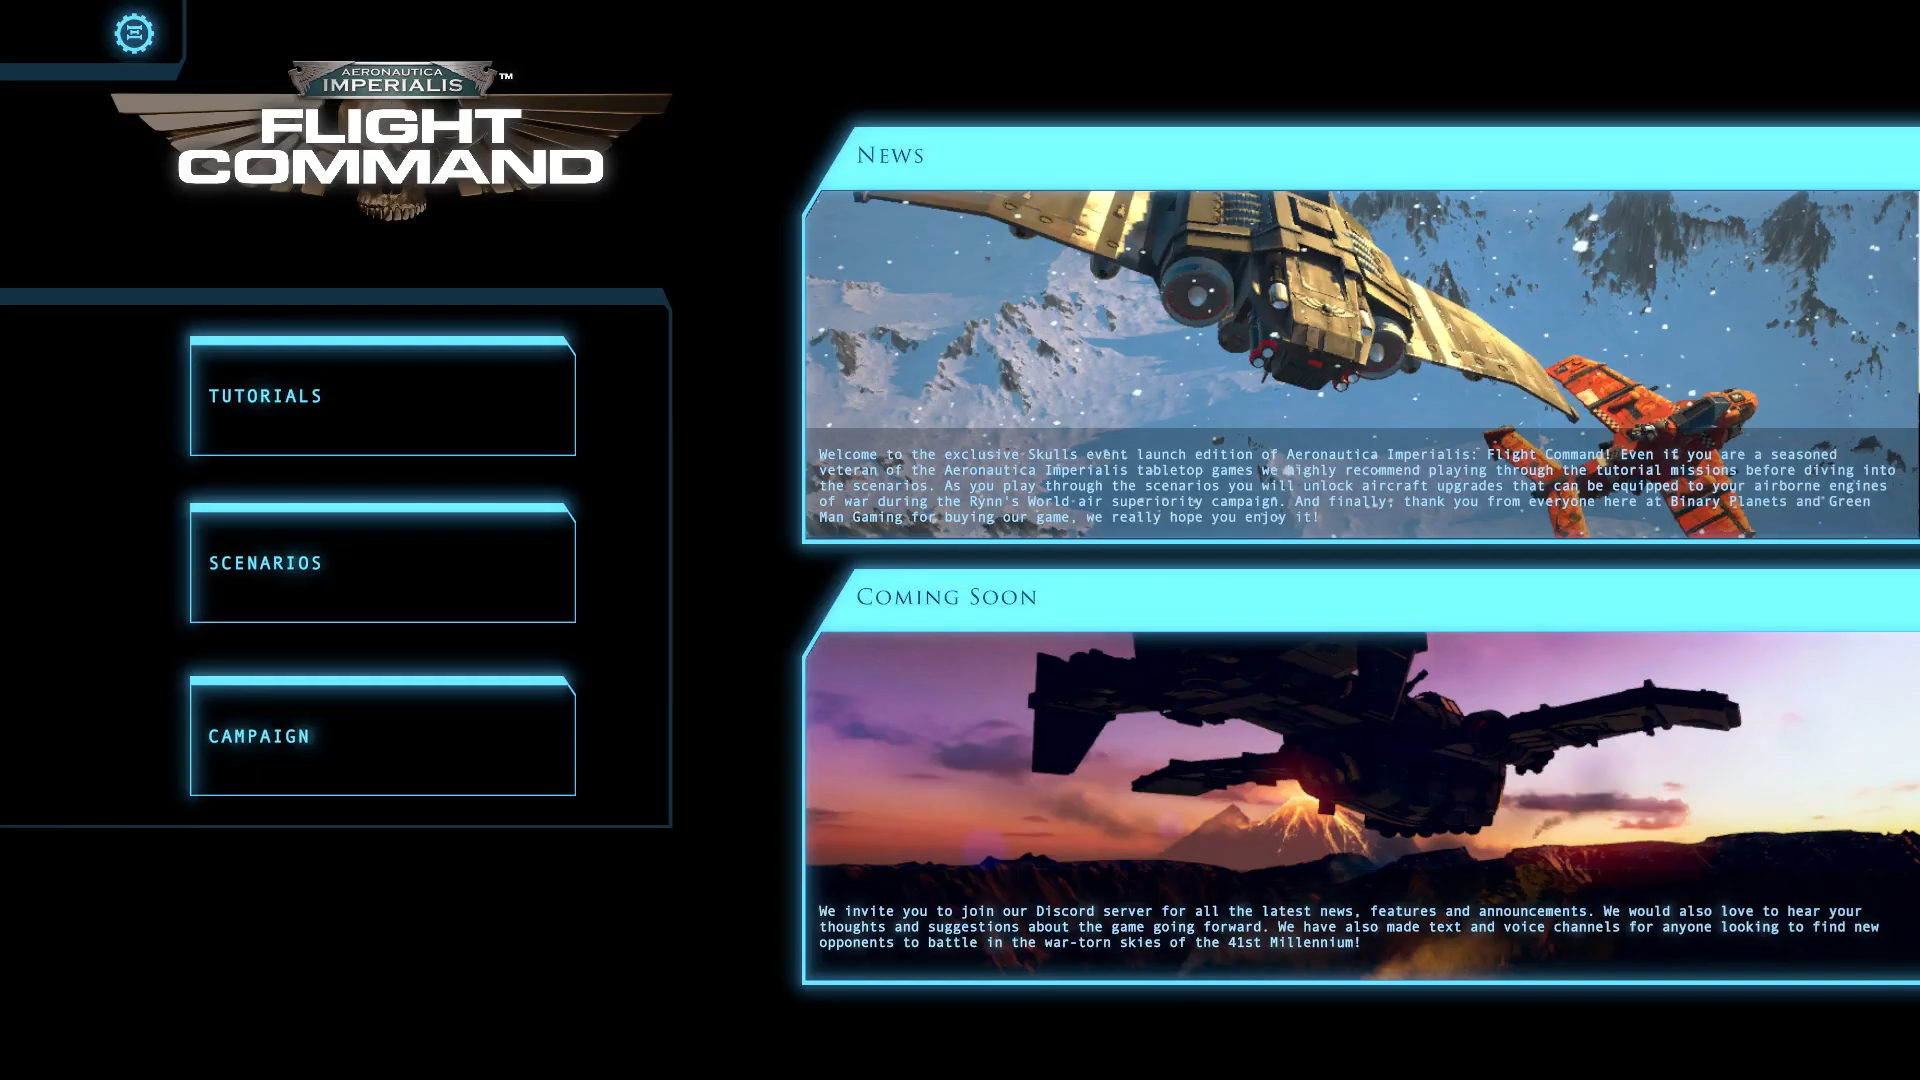 AERONAUTICA
IMPERIALIS™
FLIGHT
COMMAND
TUTORIALS
SCENARIOS
CAMPAIGN
News
Welcome to the exclusive Skulls event launch edition of Aeronautica Imperialis: Flight Command! Even if you are a seasoned
veteran of the Aeronautica Imperialis tabletop games we highly recommend playing through the tutorial missions before diving into
the scenarios. As you play through the scenarios you will unlock aircraft upgrades that can be equipped to your airborne engines
of war during the Rynn's World air superiority campaign. And finally, thank you from everyone here at Binary Planets and Green
Man Gaming for buying our game, we really hope you enjoy it!
Coming Soon
We invite you to join our Discord server for all the latest news, features and announcements. We would also love to hear your
thoughts and suggestions about the game going forward. We have also made text and voice channels for anyone looking to find new
opponents to battle in the war-torn skies of the 41st Millennium!